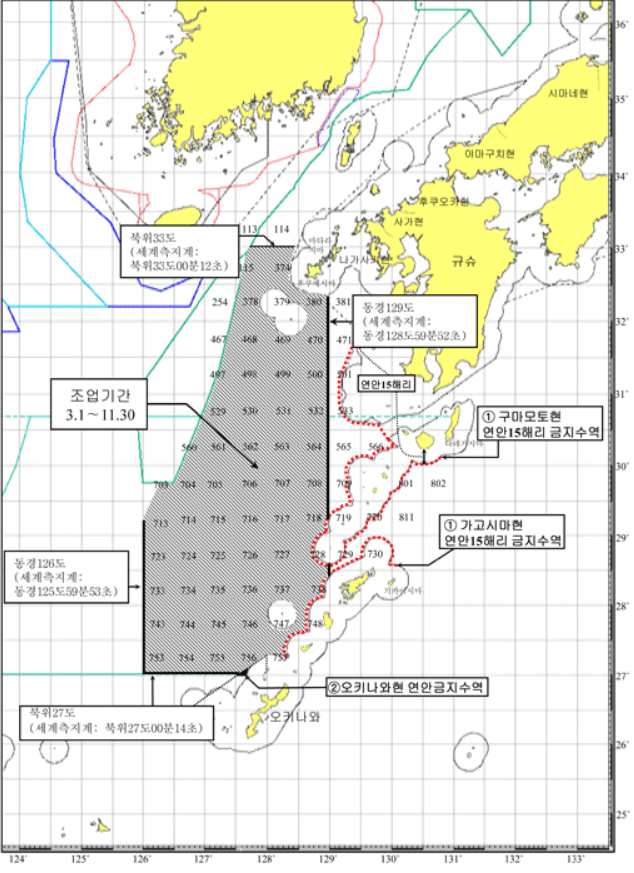 36°
35°
시마네현
34°
야마구치현
후쿠오카현
사가현
113 114
북위33도
(세계측지계:
북위33도00분12초)
나가사키
규슈
33°
374
254 378 379 380 381
동경129도
(세계측지계:
동경128도59분52초)
32°
467 468 469 470 471
497 498 499 500 501
연안15해리
31°
조업기간
3.1～11.30
529 530 531 532 533
① 구마모토현
연안15해리 금지수역
다네가시마
560 561 562 563 564 565 566
30°
703 704 705 706 707 708 709 801 802
713 714 715 716 717 718 719 720 811
① 가고시마현
연안15해리 금지수역
29°
723 724 725 726 727 728 729 730
동경126도
(세계측지계:
동경125도59분53초)
733 734 735 736 737 738
28°
743 744 745 746 747 748
753 754 755 756 757
27°
②오키나와현 연안금지수역
북위27도
(세계측지계: 북위27도00분14초)
오키나와
26°
25°
124° 125° 126° 127° 128° 129° 130° 131° 132° 133°